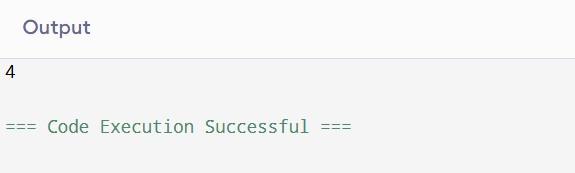 Output
4
=== Code Execution Successful ===